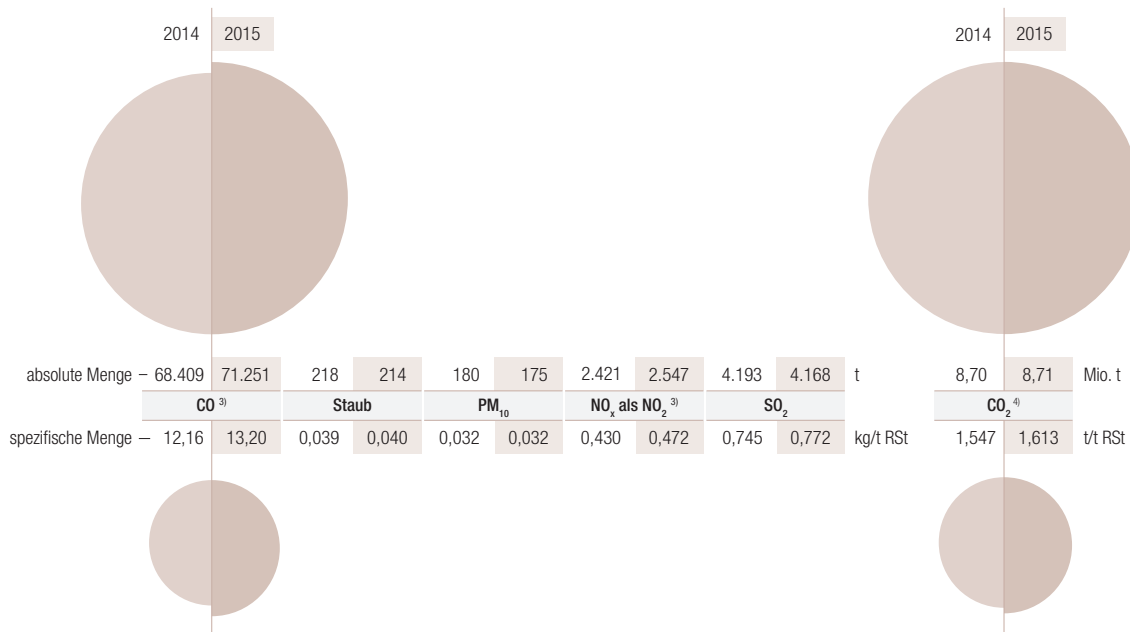 2014 2015 2014 2015
absolute Menge – 68.409 71.251 218 214 180 175 2.421 2.547 4.193 4.168 t 8,70 8,71 Mio. t
CO 3) Staub PM10 NOx als NO2 3) SO2 CO2 4)
spezifische Menge – 12,16 13,20 0,039 0,040 0,032 0,032 0,430 0,472 0,745 0,772 kg/t RSt 1,547 1,613 t/t RSt